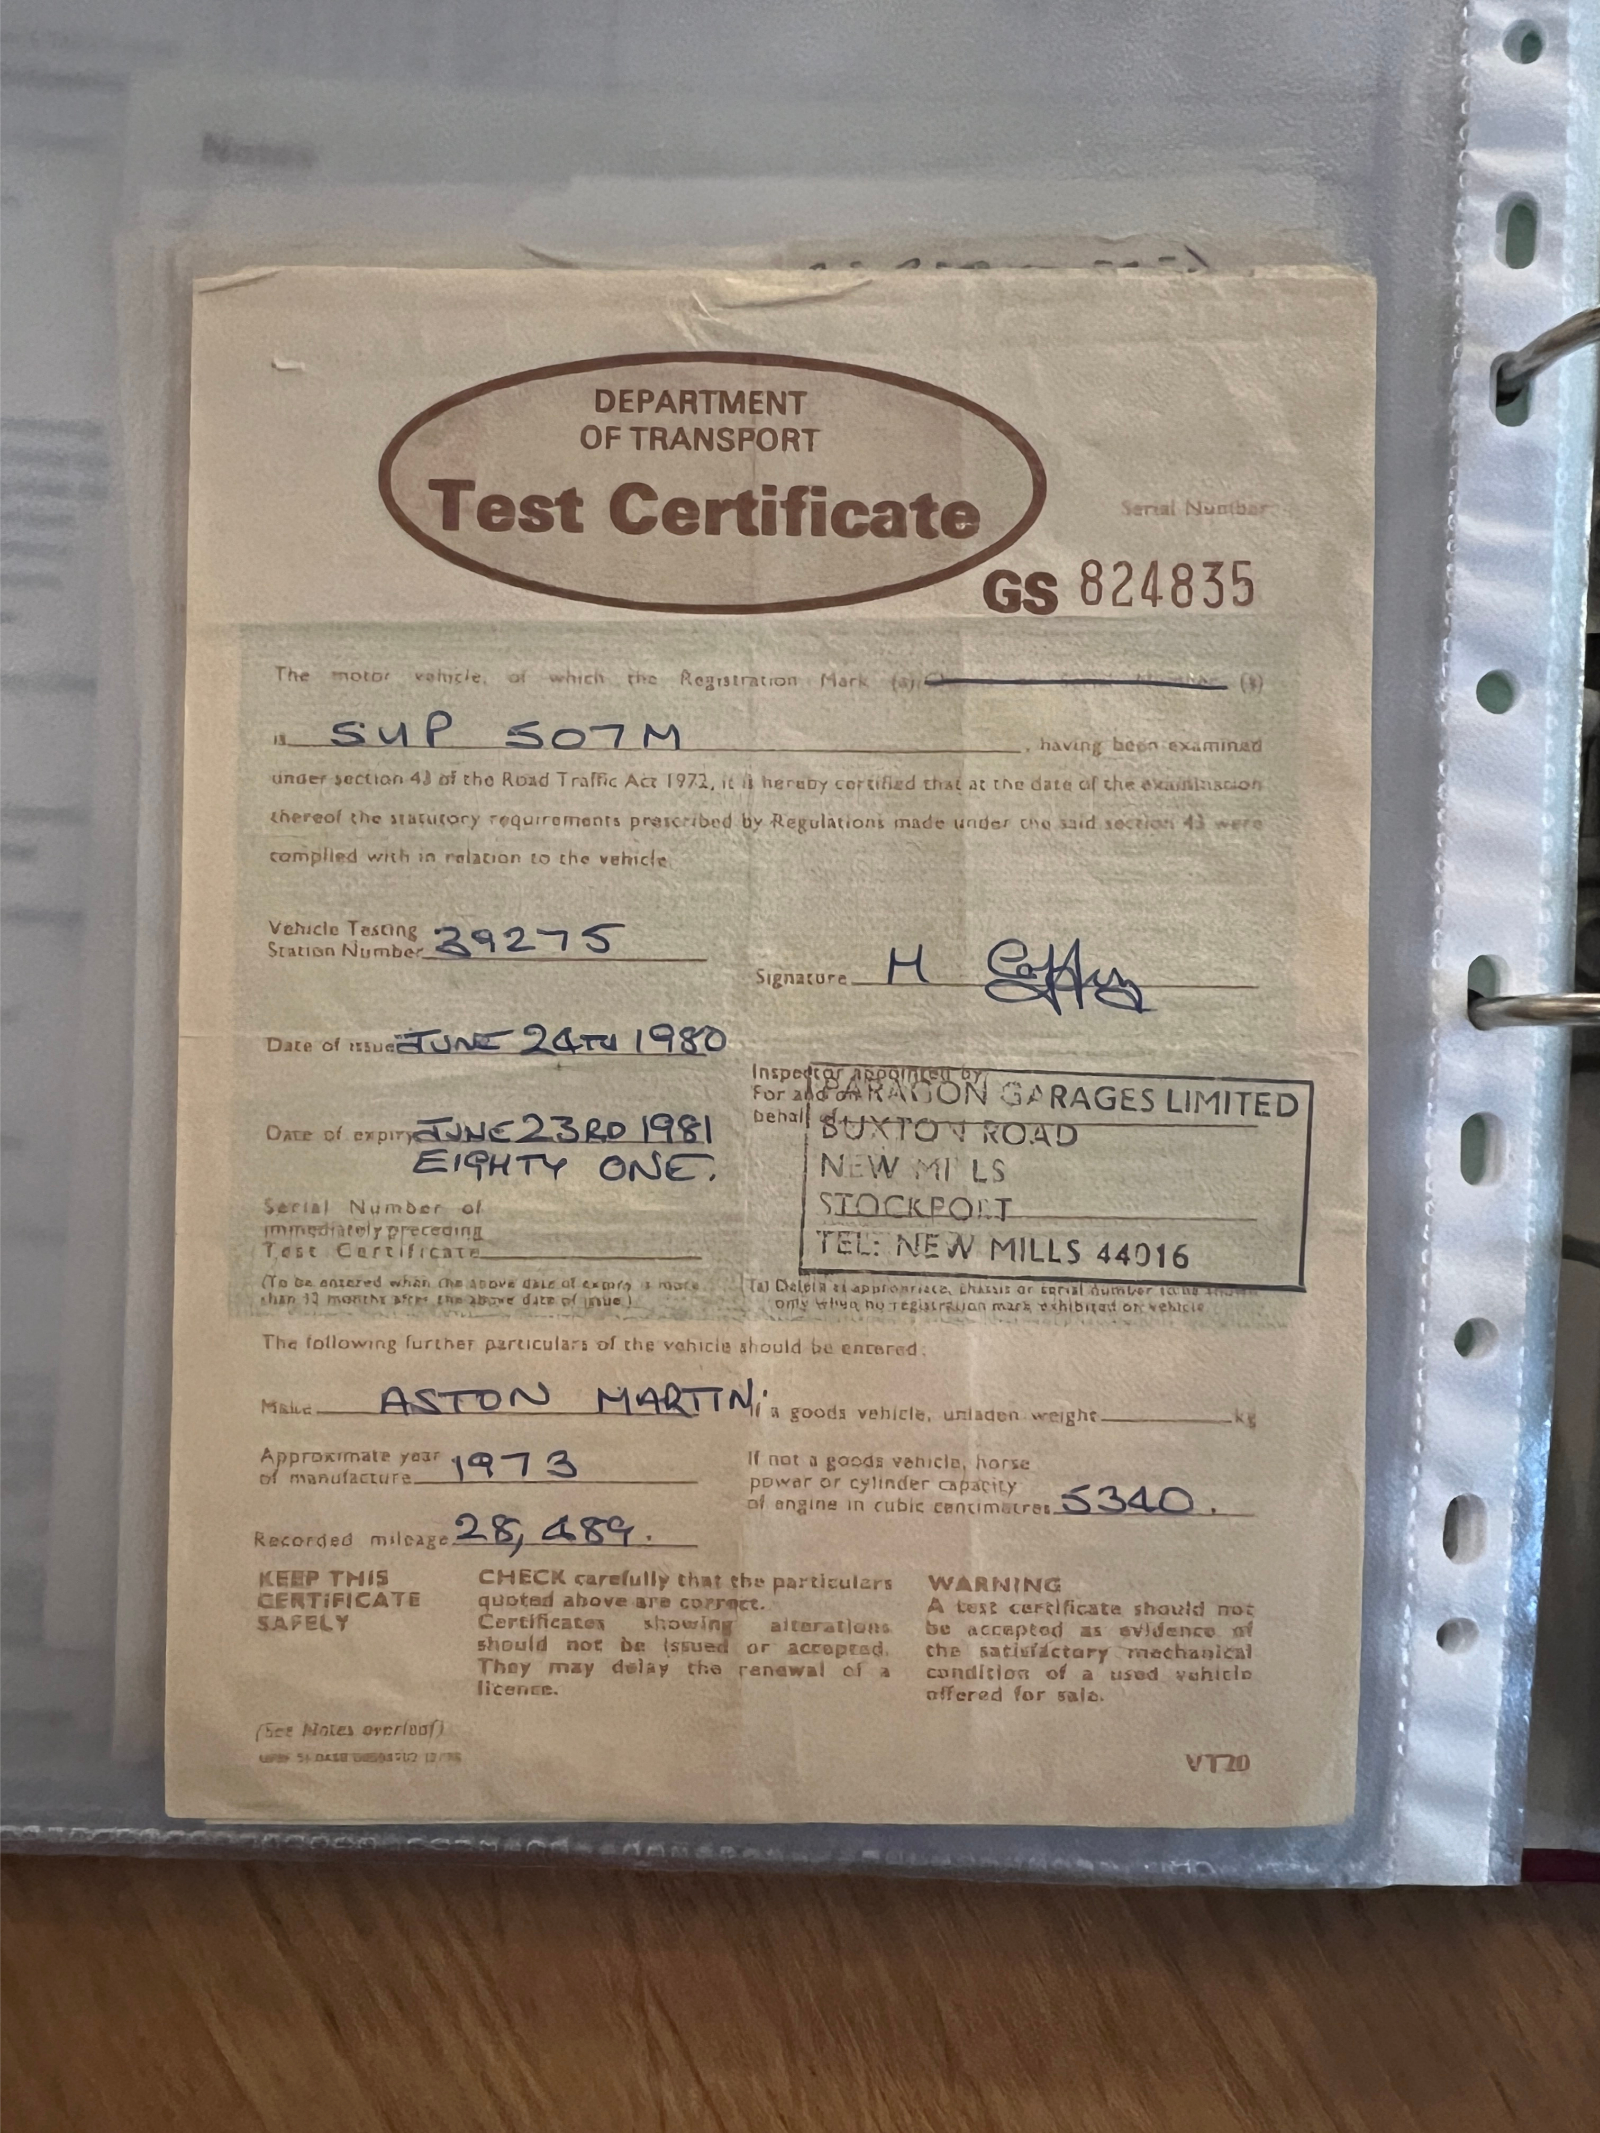 Notes
DEPARTMENT
OF TRANSPORT
Test Certificate
Serial Number
GS 824835
The motor vehicle, of which the Registration Mark (a) (s)
is SUP 507M, having been examined
under section 43 of the Road Traffic Act 1972, it is hereby certified that at the date of the examination
thereof the statutory requirements prescribed by Regulations made under the said section 43 were
complied with in relation to the vehicle.
Vehicle Testing
Station Number 39275
Signature H
Date of issue JUNE 24TH 1980
Date of expiry JUNE 23RD 1981
EIGHTY ONE.
Inspector appointed by
For and on
behalf of
PARAGON GARAGES LIMITED
BUXTON ROAD
NEW MILLS
STOCKPORT
TEL: NEW MILLS 44016
Serial Number of
immediately preceding
Test Certificate
(To be entered when the above date of expiry is more
than 12 months after the above date of issue)
(a) Delete as appropriate, chassis or serial number to be shown
only when no registration mark exhibited on vehicle
The following further particulars of the vehicle should be entered:
Make ASTON MARTIN
If a goods vehicle, unladen weight kg
Approximate year
of manufacture 1973
If not a goods vehicle, horse
power or cylinder capacity
of engine in cubic centimetres 5340.
Recorded mileage 28,489.
KEEP THIS
CERTIFICATE
SAFELY
CHECK carefully that the particulars
quoted above are correct.
Certificates showing alterations
should not be issued or accepted.
They may delay the renewal of a
licence.
WARNING
A test certificate should not
be accepted as evidence of
the satisfactory mechanical
condition of a used vehicle
offered for sale.
(See Notes overleaf)
VT20